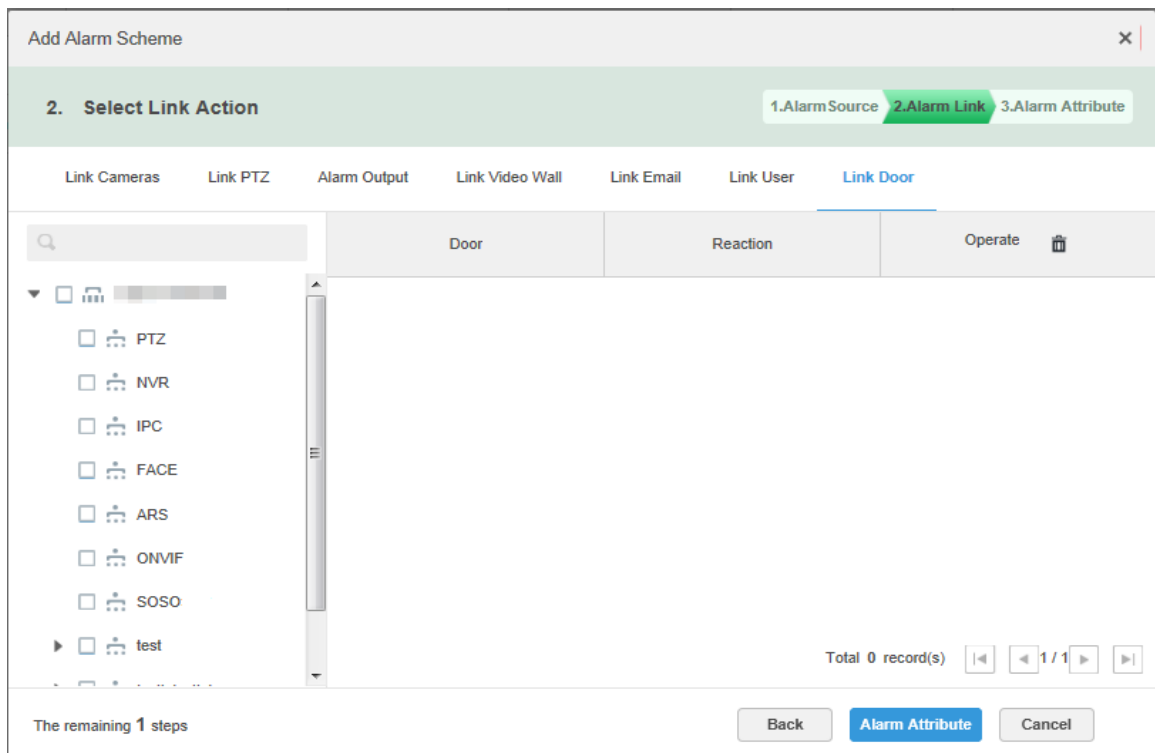 Add Alarm Scheme
2. Select Link Action
1.Alarm Source 2.Alarm Link 3.Alarm Attribute
Link Cameras Link PTZ Alarm Output Link Video Wall Link Email Link User Link Door
Door Reaction Operate
PTZ
NVR
IPC
FACE
ARS
ONVIF
SOSO
test
Total 0 record(s) 1 / 1
The remaining 1 steps
Back Alarm Attribute Cancel